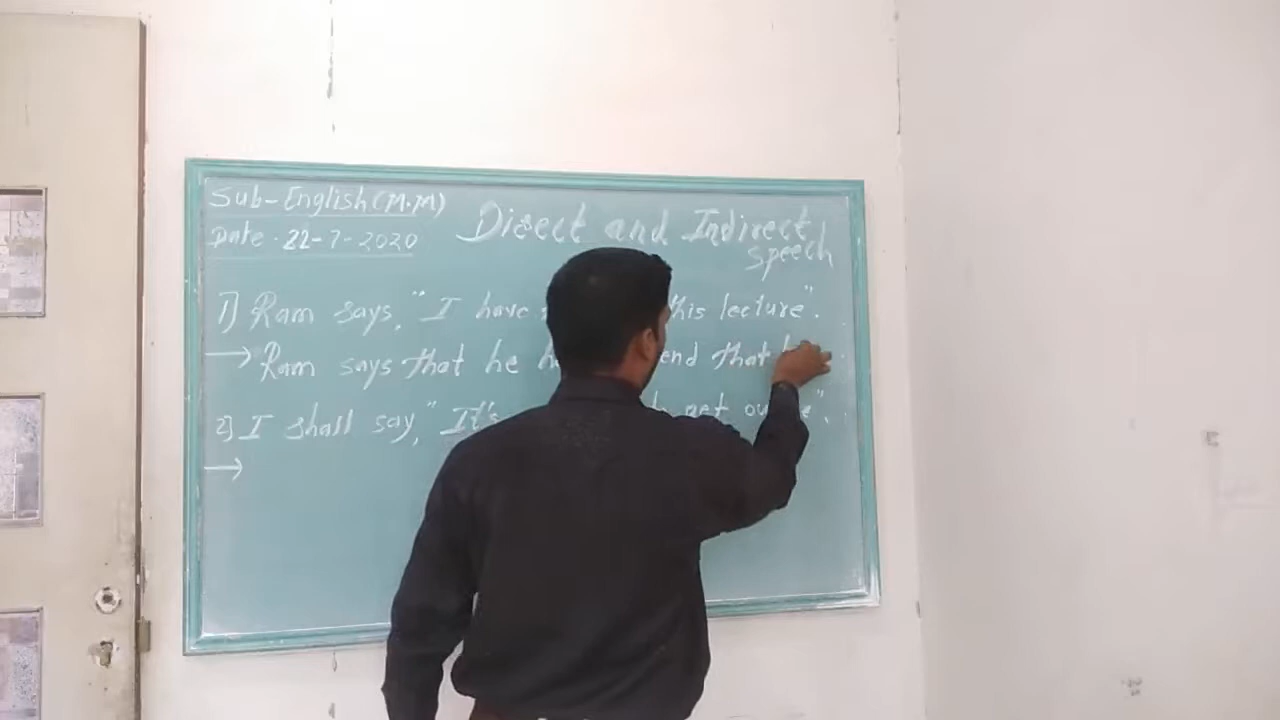 Sub-English (M.M)
Date. 22-7-2020
Direct and Indirect
speech
1) Ram says, "I have this lecture".
→ Ram says that he end that
2) I shall say, "It's get
→